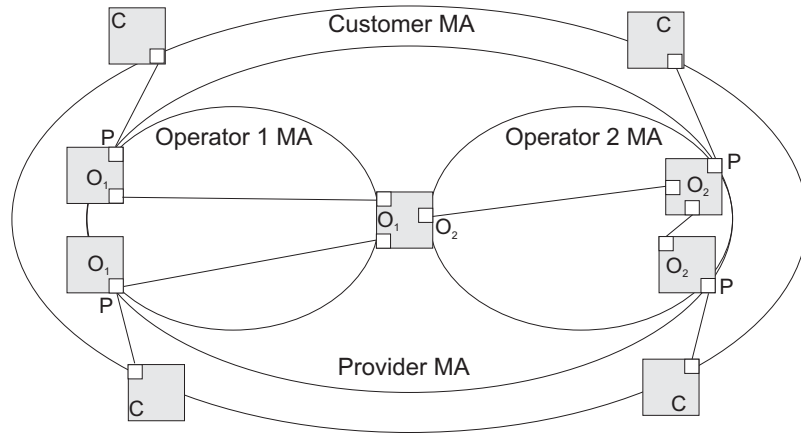 C
Customer MA
C
P
Operator 1 MA
Operator 2 MA
P
O₁
O₂
O₁
O₂
O₁
O₂
P
P
Provider MA
C
C